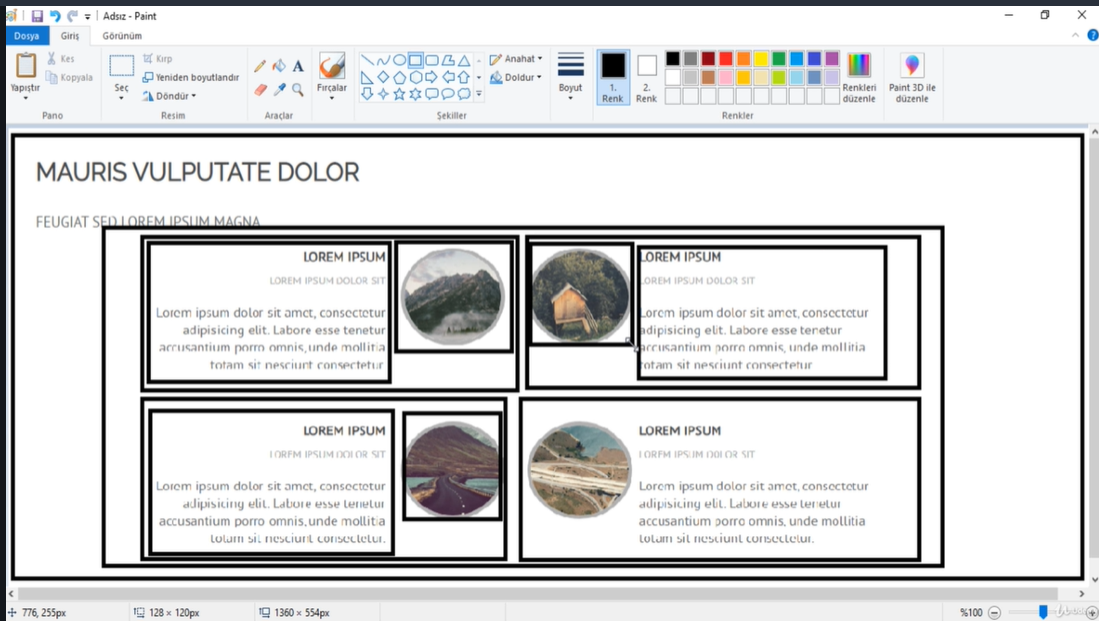 Adsız - Paint
Dosya
Giriş
Görünüm
Yapıştır
Kes
Kopyala
Pano
Seç
Kırp
Yeniden boyutlandır
Döndür
Resim
A
Araçlar
Fırçalar
Anahat
Doldur
Şekiller
Boyut
1.
Renk
2.
Renk
Renkleri
düzenle
Renkler
Paint 3D ile
düzenle
MAURIS VULPUTATE DOLOR
FEUGIAT SED LOREM IPSUM MAGNA
LOREM IPSUM
LOREM IPSUM DOLOR SIT
Lorem ipsum dolor sit amet, consectetur
adipisicing elit. Labore esse tenetur
accusantium porro omnis, unde mollitia
totam sit nesciunt consectetur.
LOREM IPSUM
LOREM IPSUM DOLOR SIT
Lorem ipsum dolor sit amet, consectetur
adipisicing elit. Labore esse tenetur
accusantium porro omnis, unde mollitia
totam sit nesciunt consectetur
LOREM IPSUM
LOREM IPSUM DOLOR SIT
Lorem ipsum dolor sit amet, consectetur
adipisicing elit. Labore esse tenetur
accusantium porro omnis, unde mollitia
totam sit nesciunt consectetur.
LOREM IPSUM
LOREM IPSUM DOLOR SIT
Lorem ipsum dolor sit amet, consectetur
adipisicing elit. Labore esse tenetur
accusantium porro omnis, unde mollitia
totam sit nesciunt consectetur.
776, 255px
128 × 120px
1360 × 554px
%100